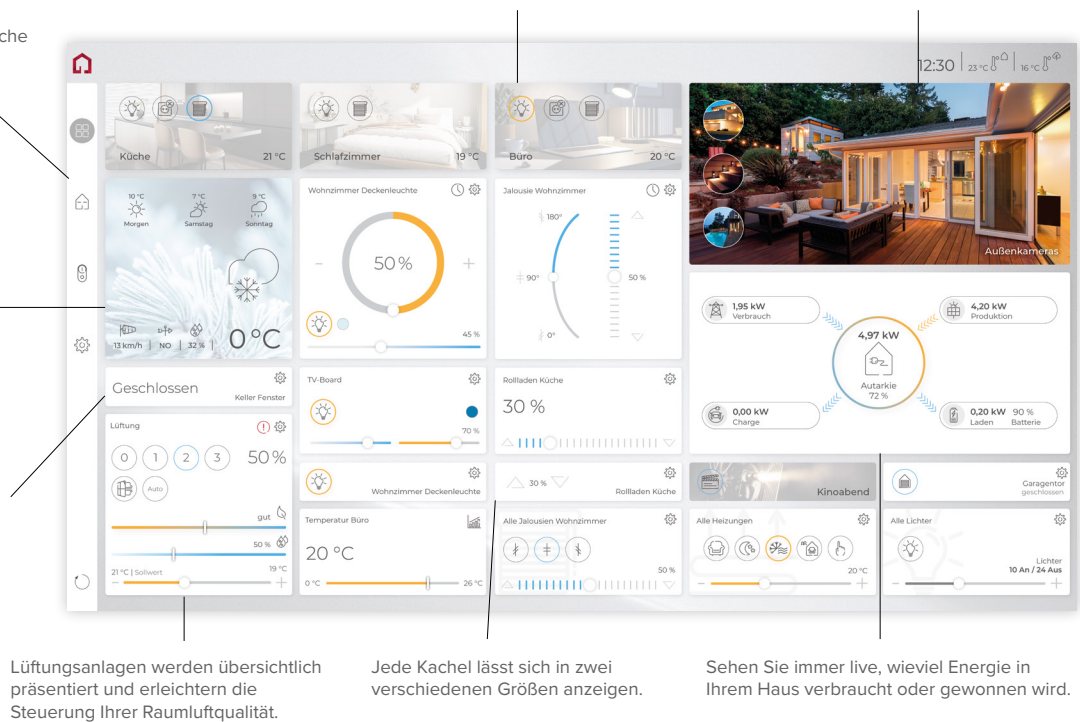 che
12:30 | 23 °C | 16 °C
Küche 21 °C
Schlafzimmer 19 °C
Büro 20 °C
Außenkameras
10 °C 7 °C 9 °C
Morgen Samstag Sonntag
13 km/h | NO | 32 % | 0 °C
Wohnzimmer Deckenleuchte
- 50 % +
45 %
Jalousie Wohnzimmer
180°
90° 50 %
0°
1,95 kW
Verbrauch
4,20 kW
Produktion
4,97 kW
Autarkie
72 %
0,00 kW
Charge
0,20 kW 90 %
Laden Batterie
Geschlossen
Keller Fenster
TV-Board
70 %
Rollladen Küche
30 %
Lüftung
0 1 2 3 50 %
Auto
gut
50 %
21 °C | Sollwert 19 °C
- +
Wohnzimmer Deckenleuchte
30 %
Rollladen Küche
Kinoabend
Garagentor
geschlossen
Temperatur Büro
20 °C
0 °C 26 °C
Alle Jalousien Wohnzimmer
50 %
Alle Heizungen
20 °C
- +
Alle Lichter
Lichter
10 An / 24 Aus
- +
Lüftungsanlagen werden übersichtlich
präsentiert und erleichtern die
Steuerung Ihrer Raumluftqualität.
Jede Kachel lässt sich in zwei
verschiedenen Größen anzeigen.
Sehen Sie immer live, wieviel Energie in
Ihrem Haus verbraucht oder gewonnen wird.